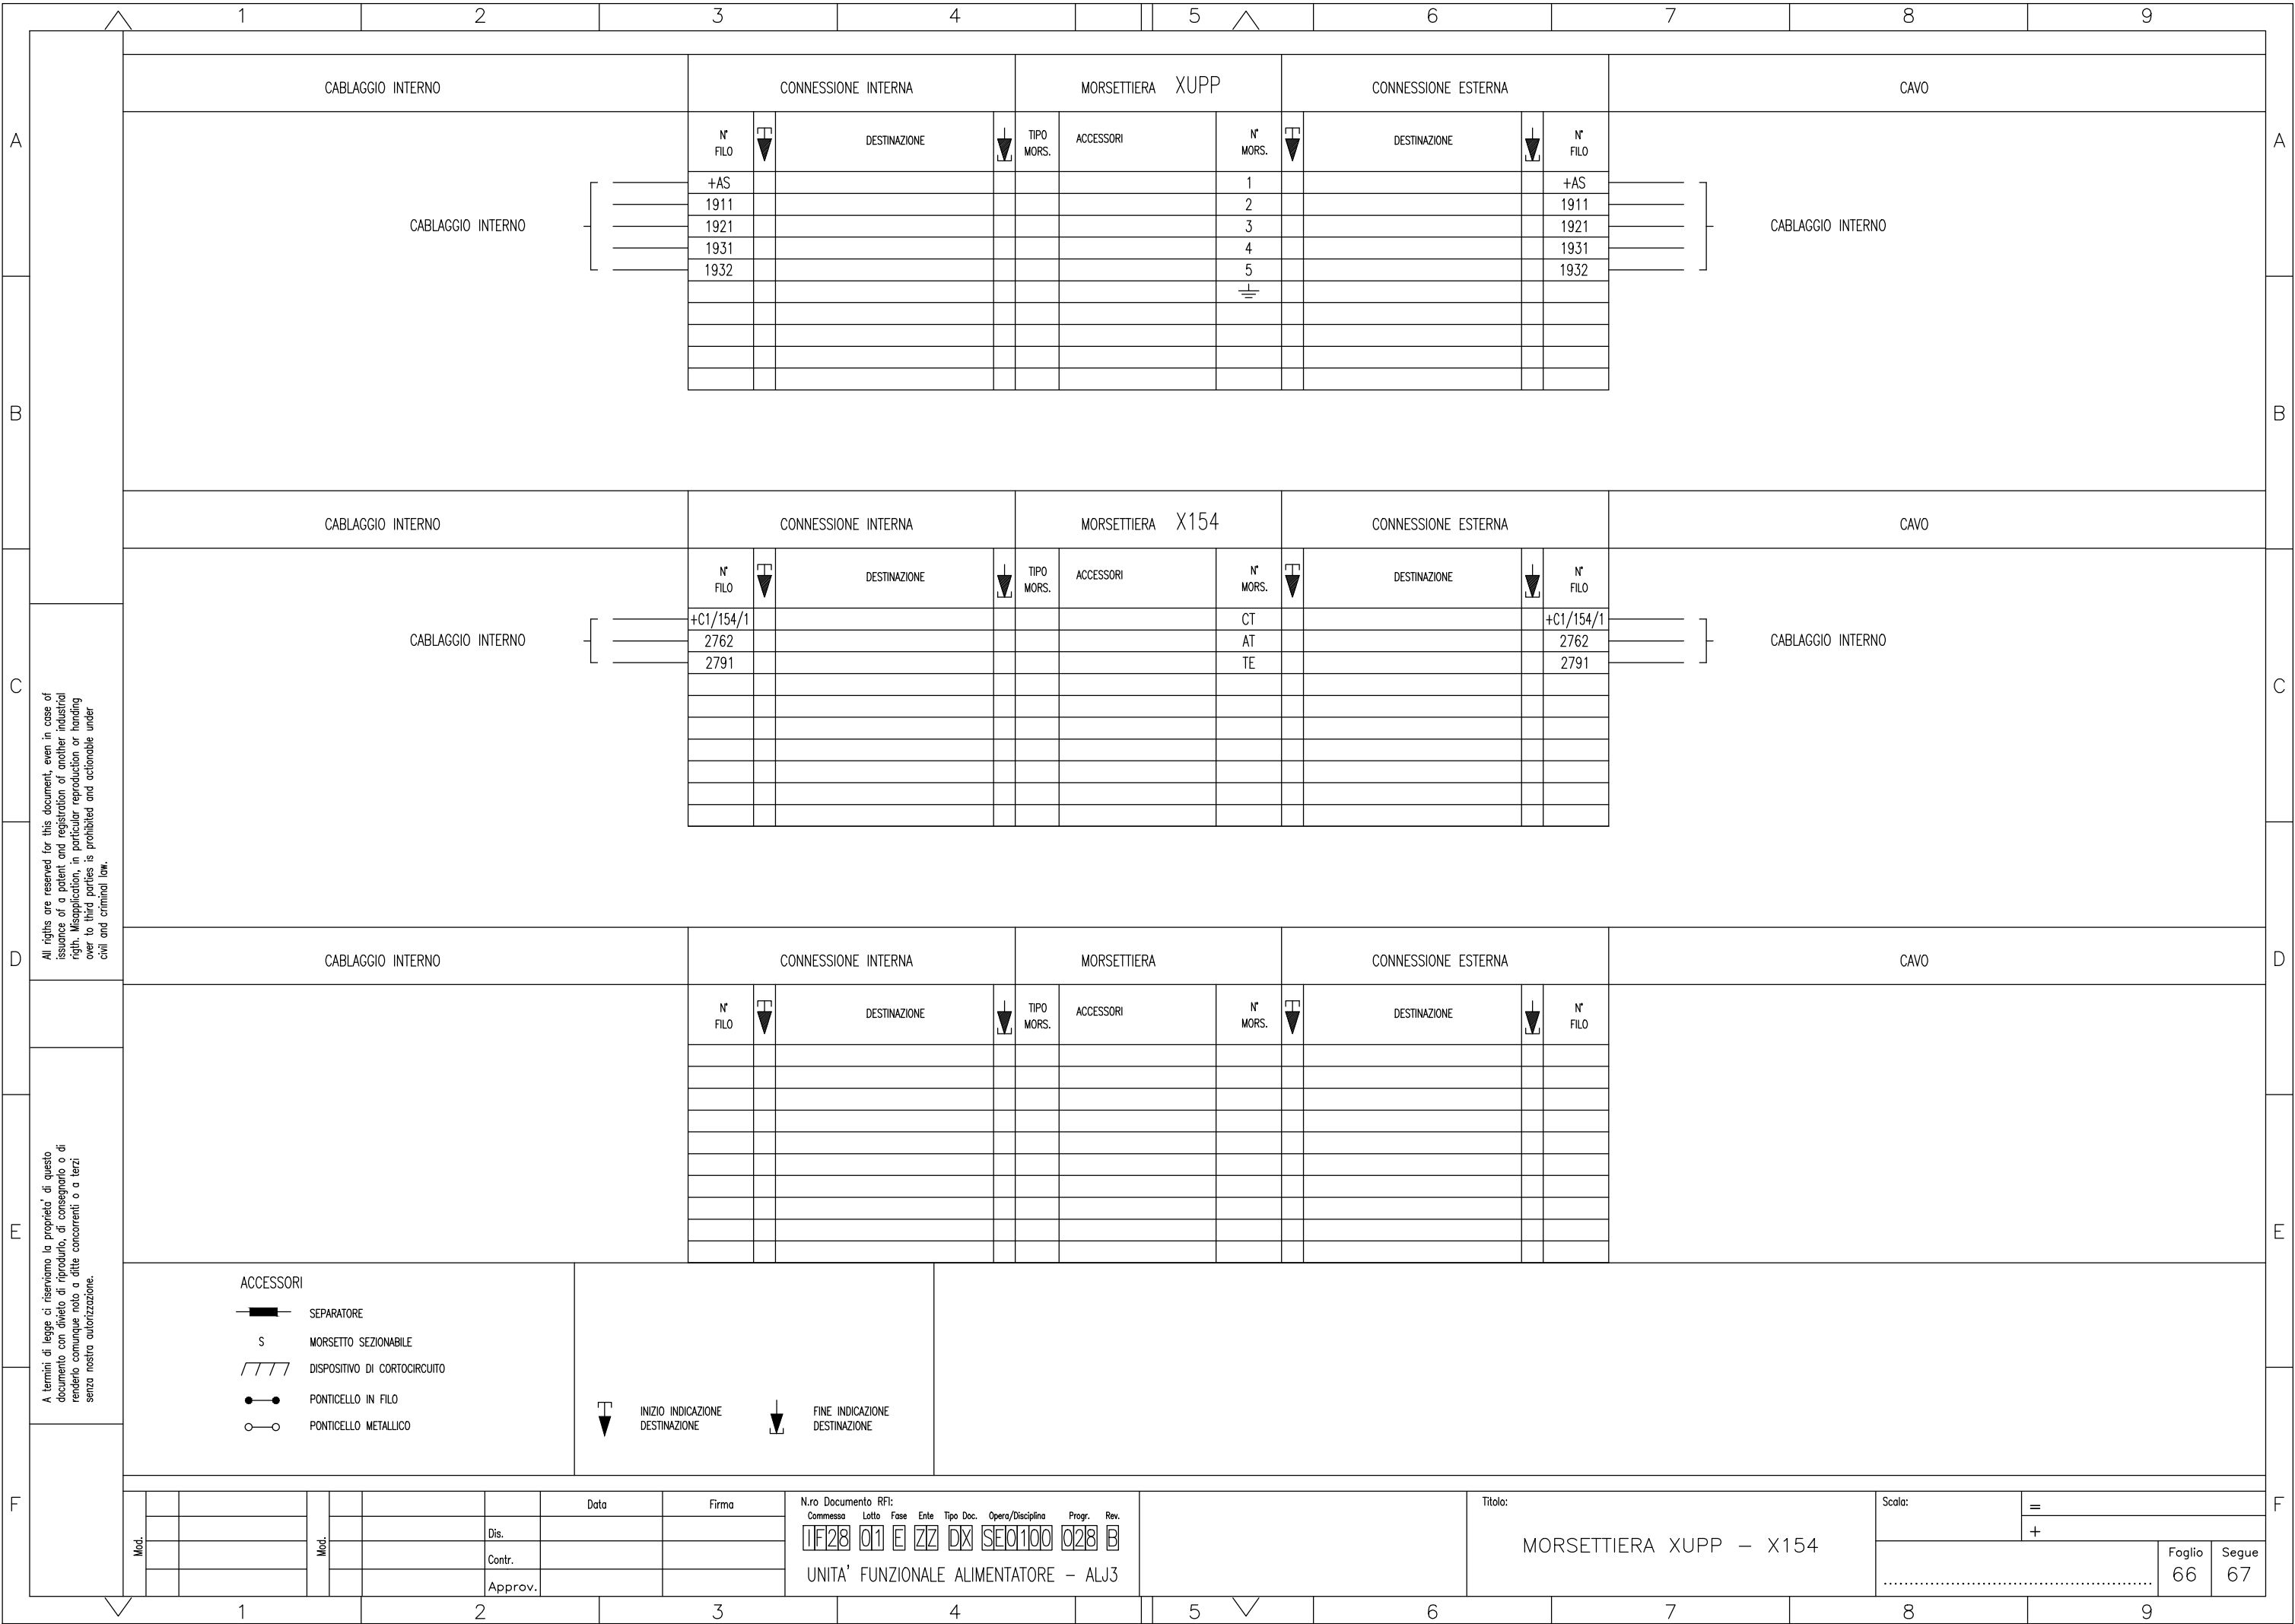 1 2 3 4 5 6 7 8 9
CABLAGGIO INTERNO CONNESSIONE INTERNA MORSETTIERA XUPP CONNESSIONE ESTERNA CAVO
A A
N° FILO DESTINAZIONE TIPO MORS. ACCESSORI N° MORS. DESTINAZIONE N° FILO
+AS 1 +AS
1911 2 1911
CABLAGGIO INTERNO 1921 3 1921 CABLAGGIO INTERNO
1931 4 1931
1932 5 1932
B B
CABLAGGIO INTERNO CONNESSIONE INTERNA MORSETTIERA X154 CONNESSIONE ESTERNA CAVO
N° FILO DESTINAZIONE TIPO MORS. ACCESSORI N° MORS. DESTINAZIONE N° FILO
+C1/154/1 CT +C1/154/1
CABLAGGIO INTERNO 2762 AT 2762 CABLAGGIO INTERNO
2791 TE 2791
C C
All rigths are reserved for this document, even in case of
issuance of a patent and registration of another industrial
rigth. Misapplication, in particular reproduction or handing
over to third parties is prohibited and actionable under
civil and criminal law.
D D
CABLAGGIO INTERNO CONNESSIONE INTERNA MORSETTIERA CONNESSIONE ESTERNA CAVO
N° FILO DESTINAZIONE TIPO MORS. ACCESSORI N° MORS. DESTINAZIONE N° FILO
E E
A termini di legge ci riserviamo la proprieta' di questo
documento con divieto di riprodurlo, di consegnarlo o di
renderlo comunque noto a ditte concorrenti o a terzi
senza nostra autorizzazione.
ACCESSORI
SEPARATORE
S MORSETTO SEZIONABILE
DISPOSITIVO DI CORTOCIRCUITO
PONTICELLO IN FILO
PONTICELLO METALLICO
INIZIO INDICAZIONE
DESTINAZIONE
FINE INDICAZIONE
DESTINAZIONE
F F
Mod. Mod.
Data Firma
Dis.
Contr.
Approv.
N.ro Documento RFI:
Commessa Lotto Fase Ente Tipo Doc. Opera/Disciplina Progr. Rev.
IF28 01 E ZZ DX SE0100 028 B
UNITA' FUNZIONALE ALIMENTATORE - ALJ3
Titolo:
MORSETTIERA XUPP - X154
Scala: =
+
Foglio Segue
66 67
1 2 3 4 5 6 7 8 9